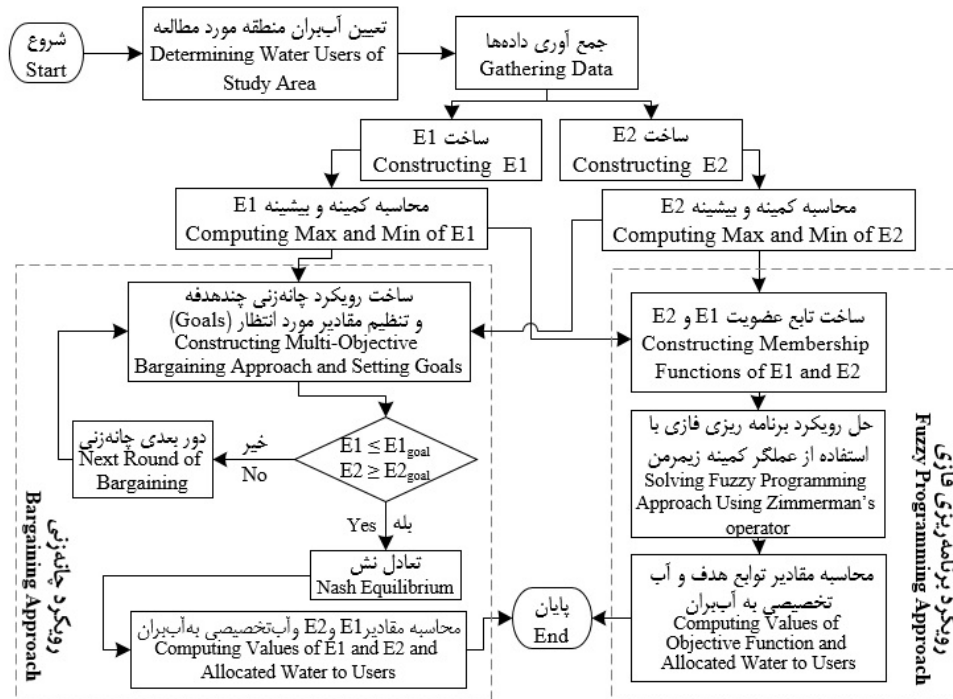 شروع
Start
تعیین آب‌بران منطقه مورد مطالعه
Determining Water Users of
Study Area
جمع آوری داده‌ها
Gathering Data
ساخت E1
Constructing E1
ساخت E2
Constructing E2
محاسبه کمینه و بیشینه E1
Computing Max and Min of E1
محاسبه کمینه و بیشینه E2
Computing Max and Min of E2
ساخت رویکرد چانه‌زنی چندهدفه
و تنظیم مقادیر مورد انتظار (Goals)
Constructing Multi-Objective
Bargaining Approach and Setting Goals
E1 ≤ E1goal
E2 ≥ E2goal
خیر
No
دور بعدی چانه‌زنی
Next Round of
Bargaining
بله
Yes
تعادل نش
Nash Equilibrium
محاسبه مقادیر E1 و E2 و آب‌تخصیصی به‌آب‌بران
Computing Values of E1 and E2 and
Allocated Water to Users
رویکرد چانه‌زنی
Bargaining Approach
ساخت تابع عضویت E1 و E2
Constructing Membership
Functions of E1 and E2
حل رویکرد برنامه ریزی فازی با
استفاده از عملگر کمینه زیمرمن
Solving Fuzzy Programming
Approach Using Zimmerman’s
operator
محاسبه مقادیر توابع هدف و آب
تخصیصی به آب‌بران
Computing Values of
Objective Function and
Allocated Water to Users
رویکرد برنامه‌ریزی فازی
Fuzzy Programming Approach
پایان
End